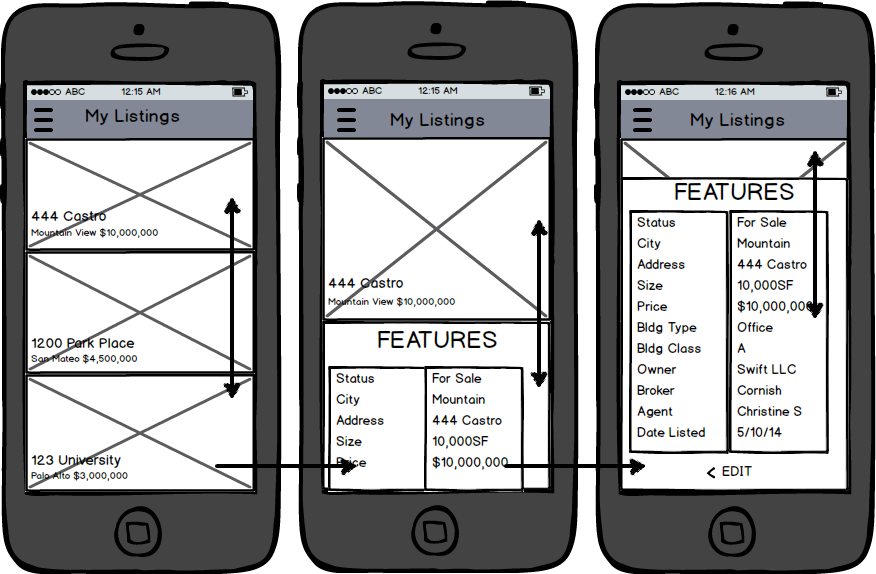 ABC 12:15 AM
My Listings
444 Castro
Mountain View $10,000,000
1200 Park Place
San Mateo $4,500,000
123 University
Palo Alto $3,000,000
ABC 12:15 AM
My Listings
444 Castro
Mountain View $10,000,000
FEATURES
Status For Sale
City Mountain
Address 444 Castro
Size 10,000SF
Price $10,000,000
ABC 12:16 AM
My Listings
FEATURES
Status For Sale
City Mountain
Address 444 Castro
Size 10,000SF
Price $10,000,000
Bldg Type Office
Bldg Class A
Owner Swift LLC
Broker Cornish
Agent Christine S
Date Listed 5/10/14
< EDIT